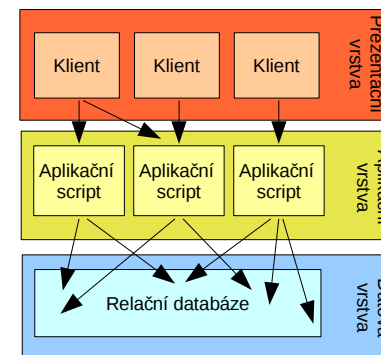 Klient
Klient
Klient
Prezentační
vrstva
Aplikační
script
Aplikační
script
Aplikační
script
vrstva
Relační databáze
vrstva